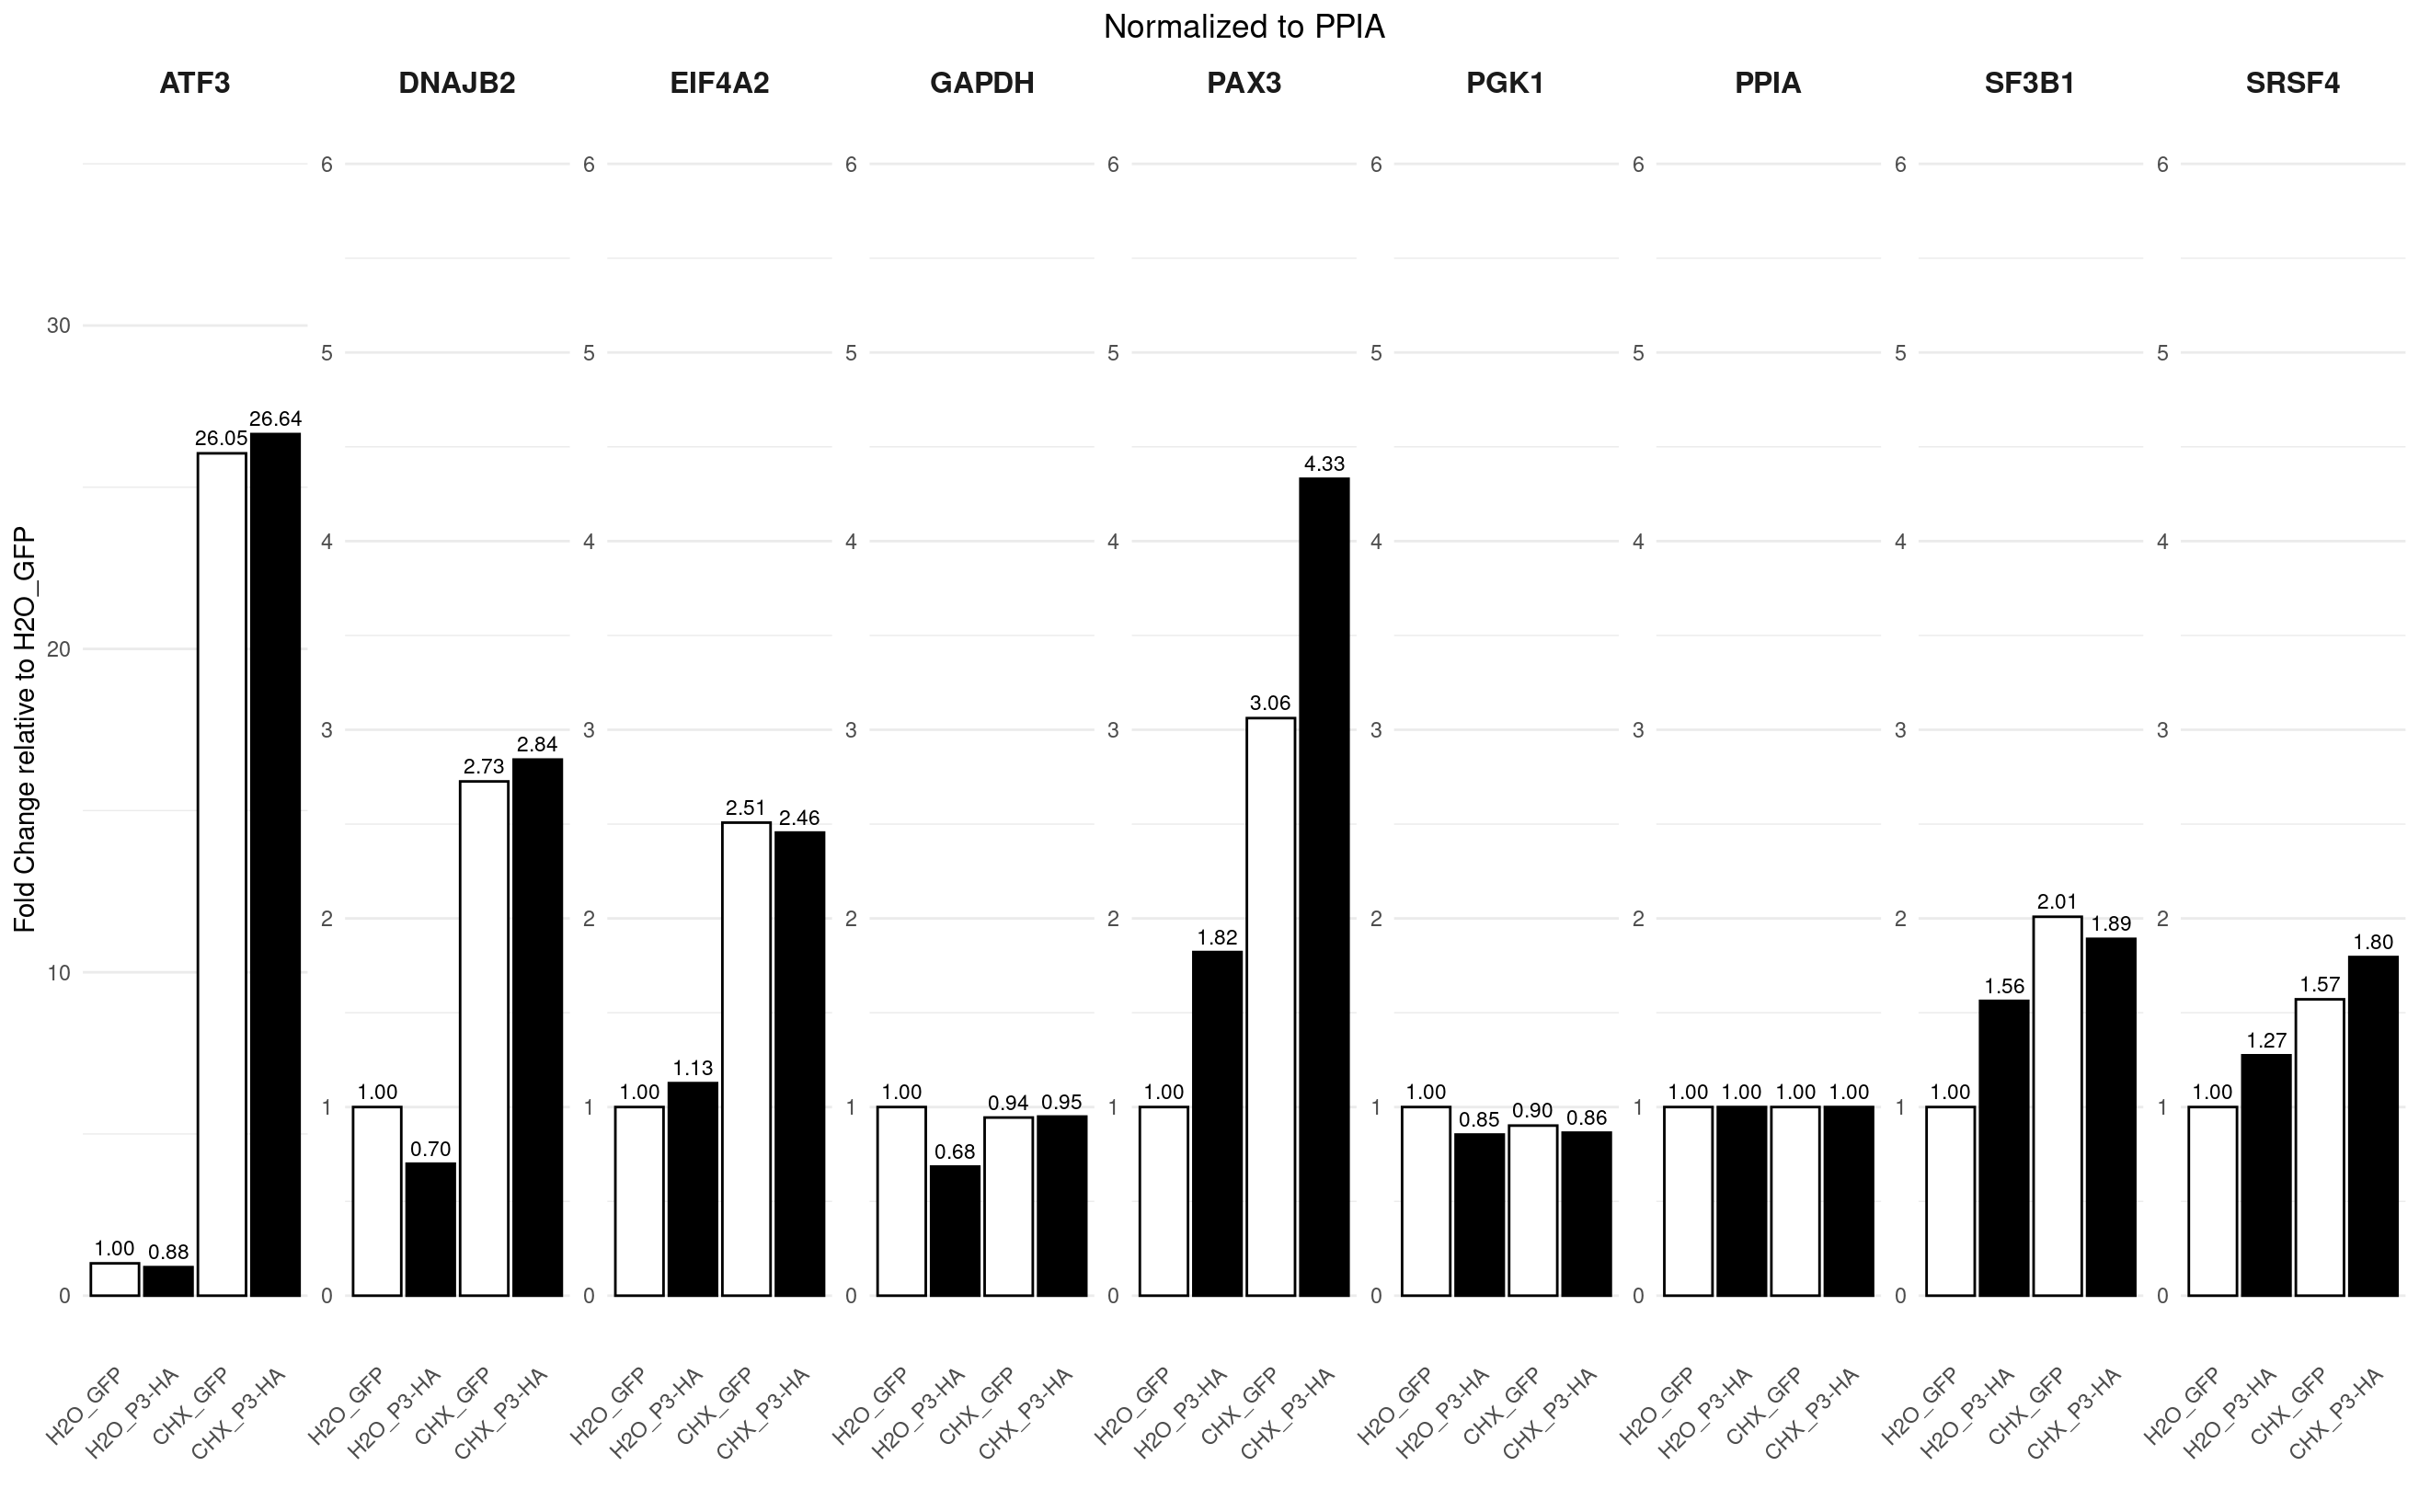 Normalized to PPIA
ATF3 DNAJB2 EIF4A2 GAPDH PAX3 PGK1 PPIA SF3B1 SRSF4
Fold Change relative to H2O_GFP
30
20
10
0
1.00 0.88 26.05 26.64
H2O_GFP H2O_P3-HA CHX_GFP CHX_P3-HA
6
5
4
3
2
1
0
1.00 0.70 2.73 2.84
H2O_GFP H2O_P3-HA CHX_GFP CHX_P3-HA
6
5
4
3
2
1
0
1.00 1.13 2.51 2.46
H2O_GFP H2O_P3-HA CHX_GFP CHX_P3-HA
6
5
4
3
2
1
0
1.00 0.68 0.94 0.95
H2O_GFP H2O_P3-HA CHX_GFP CHX_P3-HA
6
5
4
3
2
1
0
1.00 1.82 3.06 4.33
H2O_GFP H2O_P3-HA CHX_GFP CHX_P3-HA
6
5
4
3
2
1
0
1.00 0.85 0.90 0.86
H2O_GFP H2O_P3-HA CHX_GFP CHX_P3-HA
6
5
4
3
2
1
0
1.00 1.00 1.00 1.00
H2O_GFP H2O_P3-HA CHX_GFP CHX_P3-HA
6
5
4
3
2
1
0
1.00 1.56 2.01 1.89
H2O_GFP H2O_P3-HA CHX_GFP CHX_P3-HA
6
5
4
3
2
1
0
1.00 1.27 1.57 1.80
H2O_GFP H2O_P3-HA CHX_GFP CHX_P3-HA